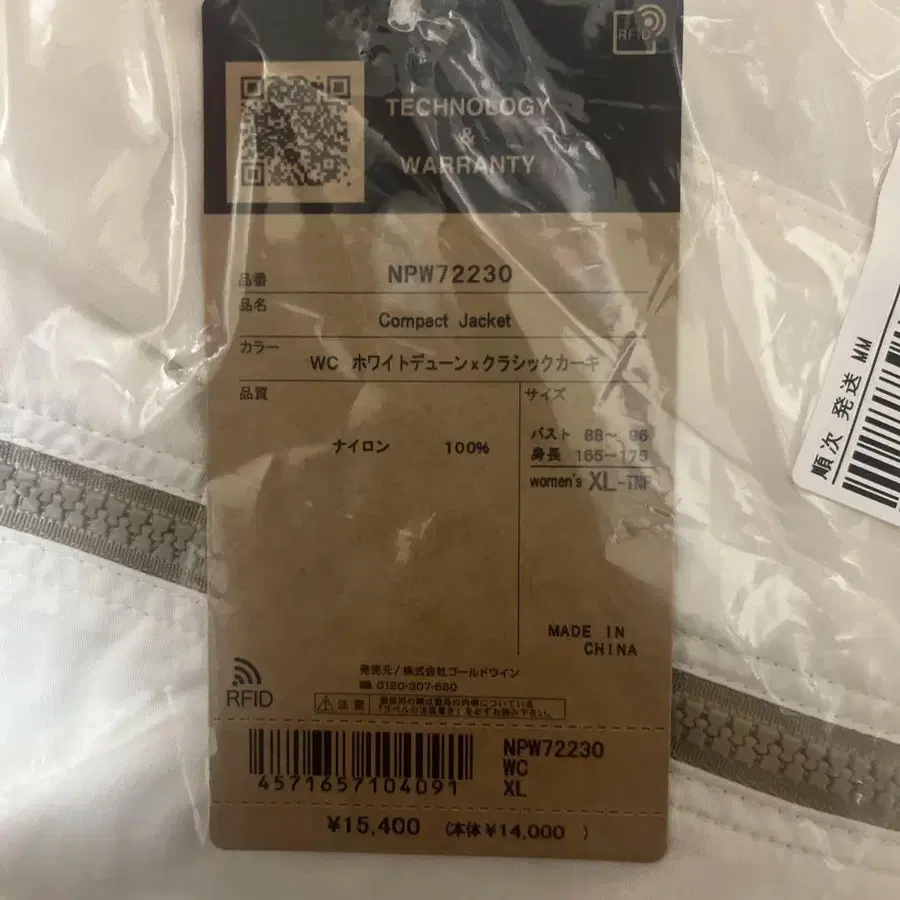 RFID
TECHNOLOGY
&
WARRANTY
品番 NPW72230
品名
Compact Jacket
カラー
WC ホワイトデューン×クラシックカーキ
品質
ナイロン 100%
サイズ
バスト 88〜 96
身長 165〜175
women's XL-TNF
MADE IN
CHINA
RFID
発売元/株式会社ゴールドウイン
0120-307-560
注意
4571657104091
NPW72230
WC
XL
¥15,400 (本体¥14,000 )
順次 発送 MM